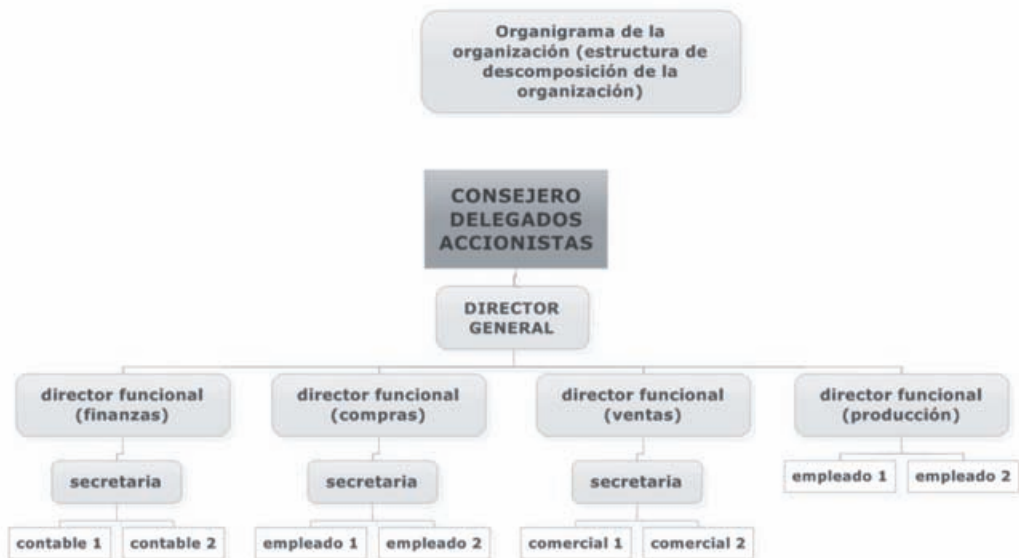 Organigrama de la
organización (estructura de
descomposición de la
organización)
CONSEJERO
DELEGADOS
ACCIONISTAS
DIRECTOR
GENERAL
director funcional
(finanzas)
director funcional
(compras)
director funcional
(ventas)
director funcional
(producción)
secretaria
secretaria
secretaria
empleado 1
empleado 2
contable 1
contable 2
empleado 1
empleado 2
comercial 1
comercial 2